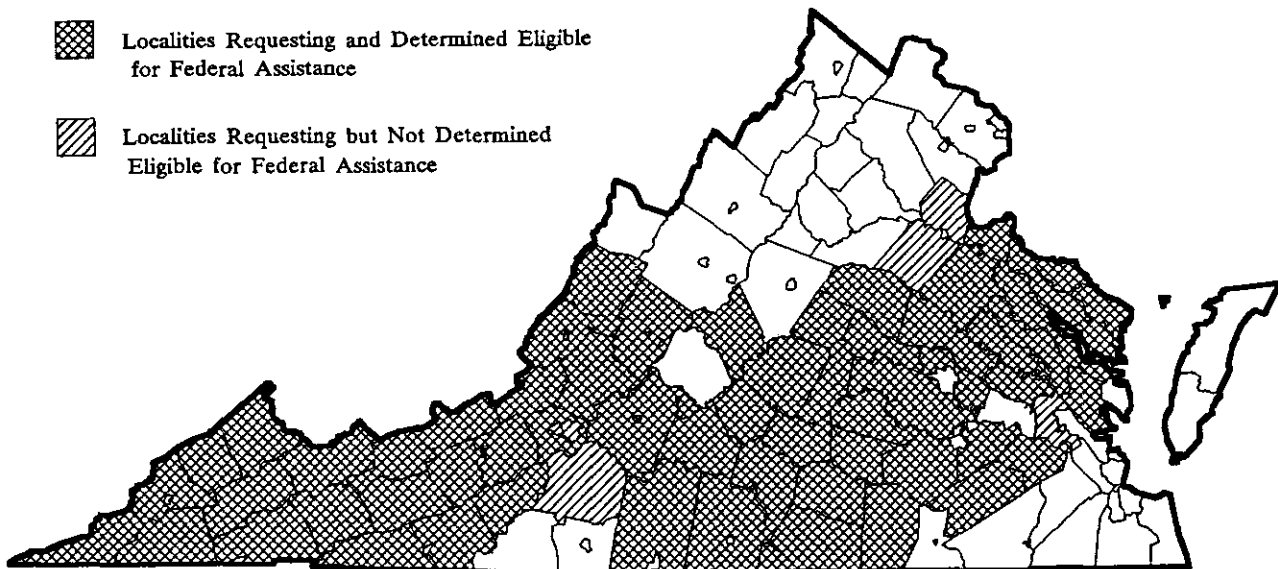 Localities Requesting and Determined Eligible
for Federal Assistance
Localities Requesting but Not Determined
Eligible for Federal Assistance